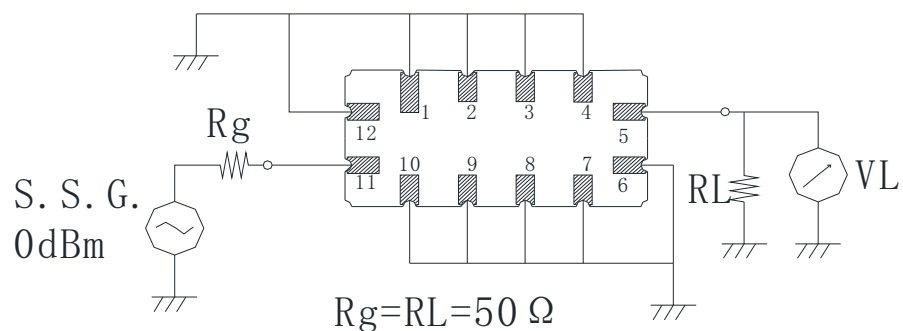 1 2 3 4
12 5
Rg
10 9 8 7
11 6
RL VL
S. S. G.
0dBm
Rg=RL=50Ω